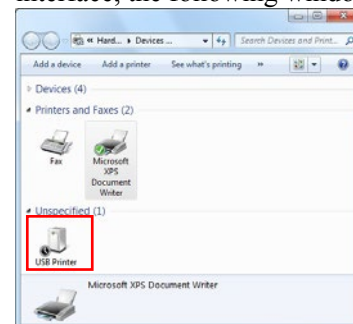 interface, the following window
« Hard... ▸ Devices ...
Search Devices and Print...
Add a device Add a printer See what's printing »
Devices (4)
Printers and Faxes (2)
Fax
Microsoft
XPS
Document
Writer
Unspecified (1)
USB Printer
Microsoft XPS Document Writer